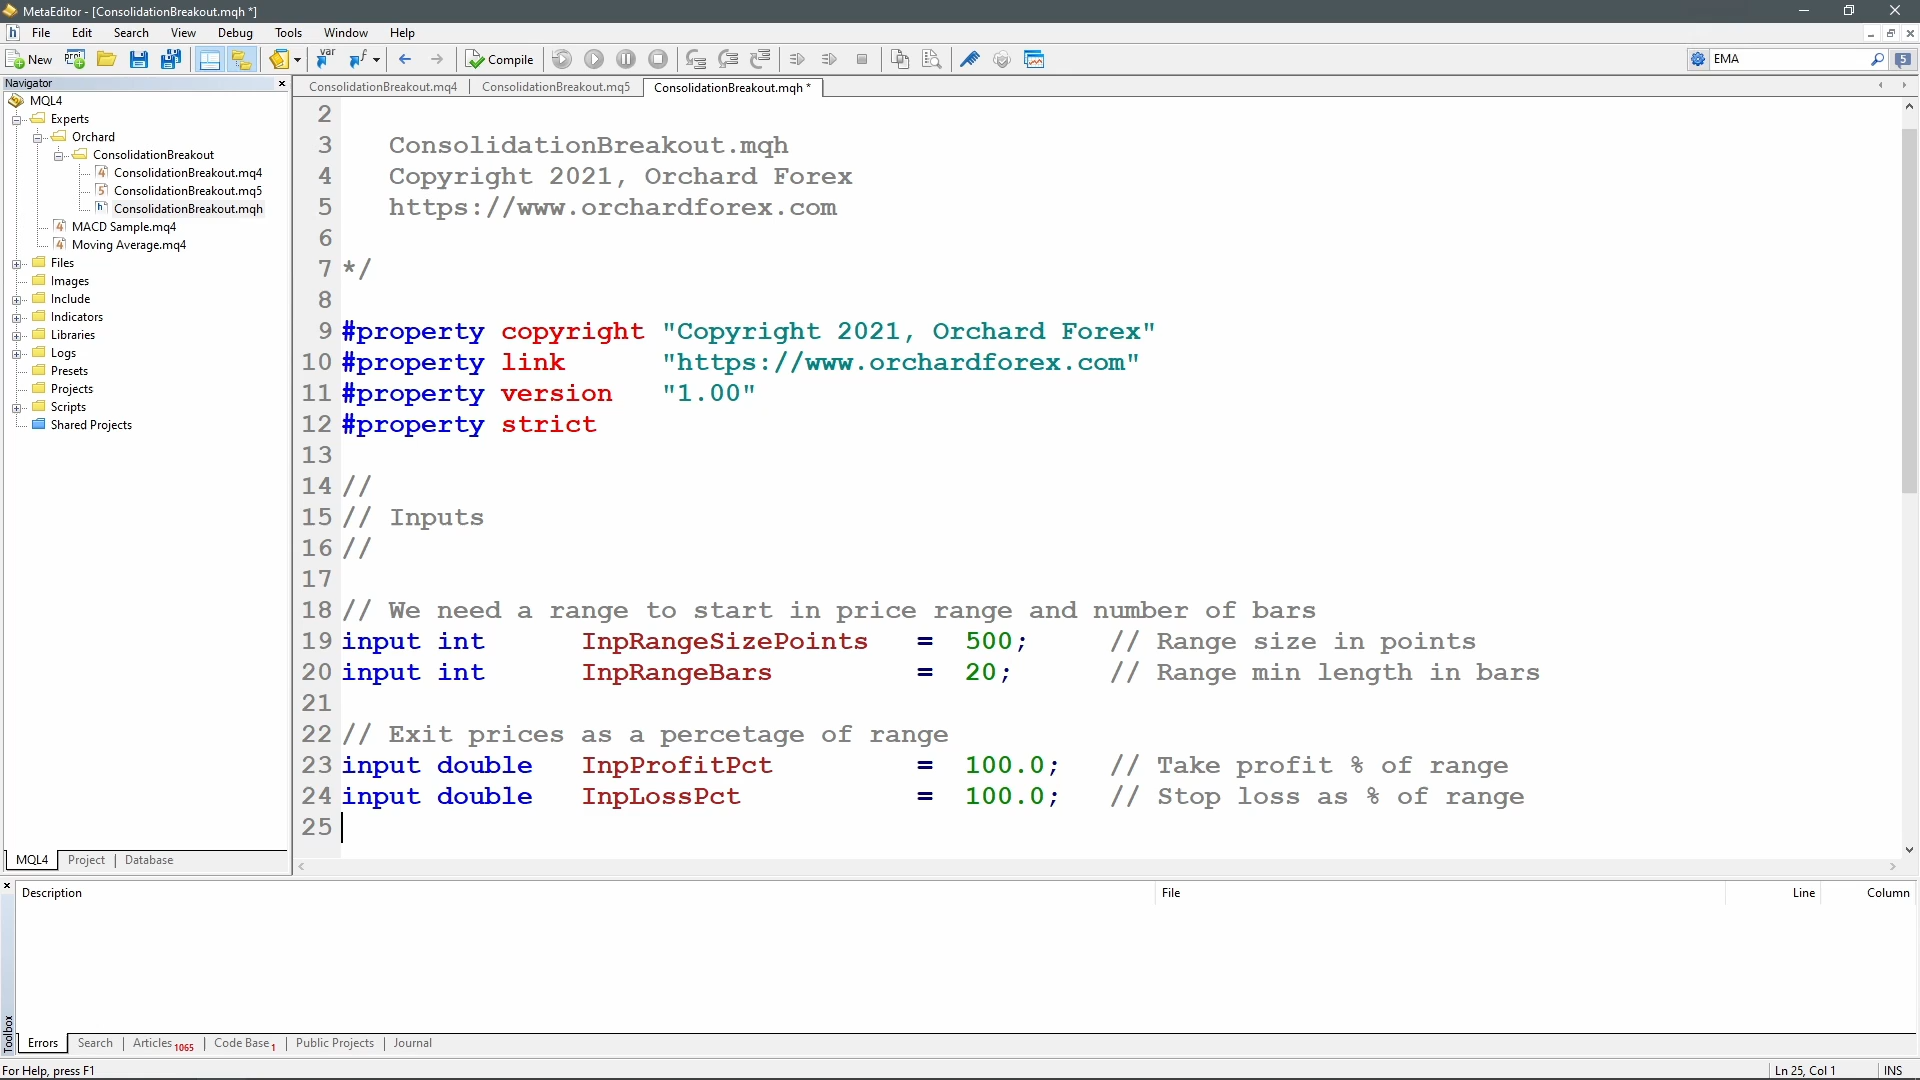 MetaEditor - [ConsolidationBreakout.mqh *]
File Edit Search View Debug Tools Window Help
New Compile EMA 5
Navigator
ConsolidationBreakout.mq4 ConsolidationBreakout.mq5 ConsolidationBreakout.mqh *
MQL4
Experts
Orchard
ConsolidationBreakout
ConsolidationBreakout.mq4
ConsolidationBreakout.mq5
ConsolidationBreakout.mqh
MACD Sample.mq4
Moving Average.mq4
Files
Images
Include
Indicators
Libraries
Logs
Presets
Projects
Scripts
Shared Projects
MQL4 Project Database
2
3 ConsolidationBreakout.mqh
4 Copyright 2021, Orchard Forex
5 https://www.orchardforex.com
6
7 */
8
9 #property copyright "Copyright 2021, Orchard Forex"
10 #property link "https://www.orchardforex.com"
11 #property version "1.00"
12 #property strict
13
14 //
15 // Inputs
16 //
17
18 // We need a range to start in price range and number of bars
19 input int InpRangeSizePoints = 500; // Range size in points
20 input int InpRangeBars = 20; // Range min length in bars
21
22 // Exit prices as a percetage of range
23 input double InpProfitPct = 100.0; // Take profit % of range
24 input double InpLossPct = 100.0; // Stop loss as % of range
25
Description File Line Column
Toolbox
Errors Search Articles 1065 Code Base 1 Public Projects Journal
For Help, press F1 Ln 25, Col 1 INS